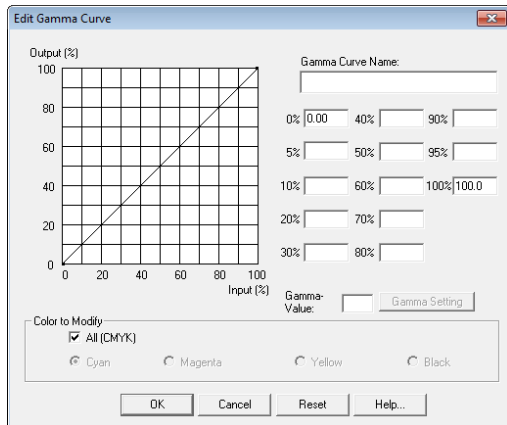 Edit Gamma Curve
Output (%)
100
80
60
40
20
0
0 20 40 60 80 100
Input (%)
Gamma Curve Name:
0% 0.00 40% 90%
5% 50% 95%
10% 60% 100% 100.0
20% 70%
30% 80%
Gamma-
Value:
Gamma Setting
Color to Modify
All (CMYK)
Cyan Magenta Yellow Black
OK Cancel Reset Help...